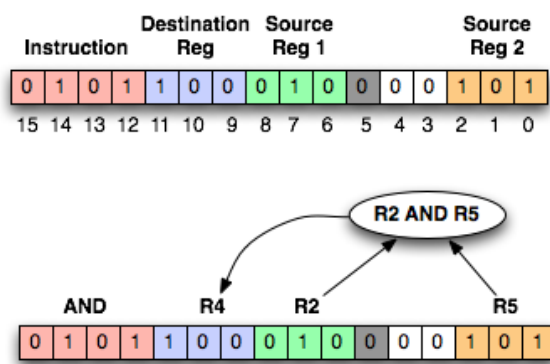 Instruction Destination Reg Source Reg 1 Source Reg 2
0 1 0 1 1 0 0 0 1 0 0 0 0 1 0 1
15 14 13 12 11 10 9 8 7 6 5 4 3 2 1 0
R2 AND R5
AND R4 R2 R5
0 1 0 1 1 0 0 0 1 0 0 0 0 1 0 1